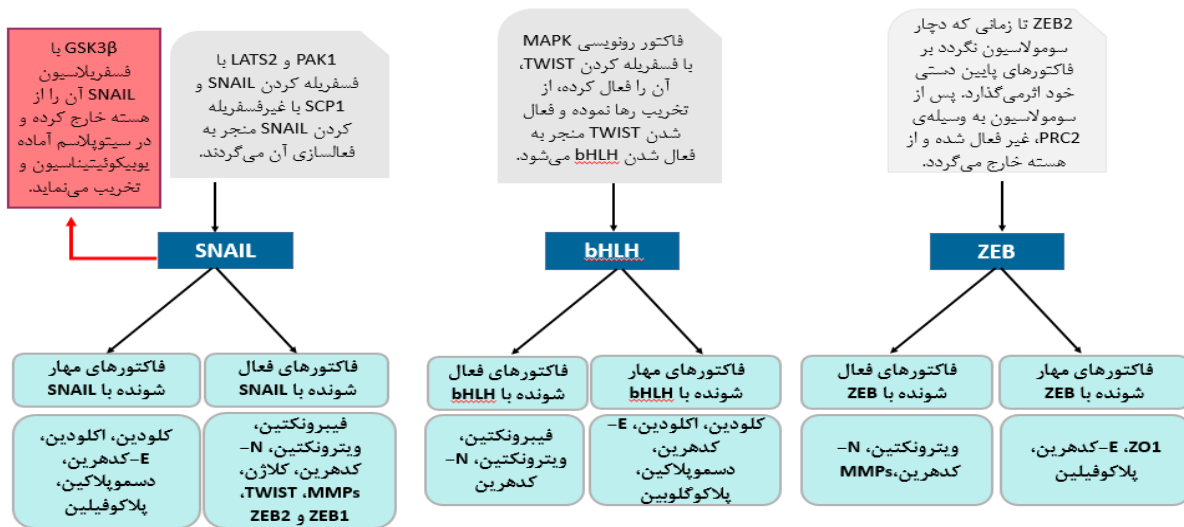 GSK3β با
فسفریلاسیون
SNAIL آن را از
هسته خارج کرده و
در سیتوپلاسم آماده
یوبیکوئیتیناسیون و
تخریب می‌نماید.
PAK1 و LATS2 با
فسفریله کردن SNAIL و
SCP1 با غیرفسفریله
کردن SNAIL منجر به
فعالسازی آن می‌گردند.
فاکتور رونویسی MAPK
با فسفریله کردن TWIST،
آن را فعال کرده، از
تخریب رها نموده و فعال
شدن TWIST منجر به
فعال شدن bHLH می‌شود.
ZEB2 تا زمانی که دچار
سومولاسیون نگردد بر
فاکتورهای پایین دستی
خود اثرمی‌گذارد. پس از
سومولاسیون به وسیله‌ی
PRC2، غیر فعال شده و از
هسته خارج می‌گردد.
SNAIL
bHLH
ZEB
فاکتورهای مهار
شونده با SNAIL
فاکتورهای فعال
شونده با SNAIL
فاکتورهای فعال
شونده با bHLH
فاکتورهای مهار
شونده با bHLH
فاکتورهای فعال
شونده با ZEB
فاکتورهای مهار
شونده با ZEB
کلودین، اکلودین،
E-کدهرین،
دسموپلاکین،
پلاکوفیلین
فیبرونکتین،
ویترونکتین، N-
کدهرین، کلاژن،
TWIST ،MMPs،
ZEB1 و ZEB2
فیبرونکتین،
ویترونکتین، N-
کدهرین
کلودین، اکلودین، E-
کدهرین،
دسموپلاکین،
پلاکوگلوبین
ویترونکتین، N-
کدهرین،MMPs
ZO1، E-کدهرین،
پلاکوفیلین